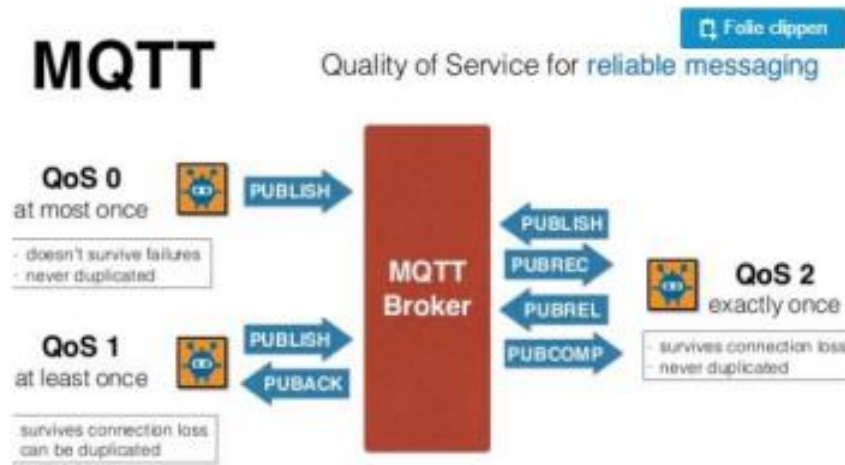 Folie clippen
MQTT
Quality of Service for reliable messaging
QoS 0
at most once
PUBLISH
- doesn't survive failures
- never duplicated
QoS 1
at least once
PUBLISH
PUBACK
survives connection loss
can be duplicated
MQTT
Broker
PUBLISH
PUBREC
PUBREL
PUBCOMP
QoS 2
exactly once
- survives connection loss
- never duplicated